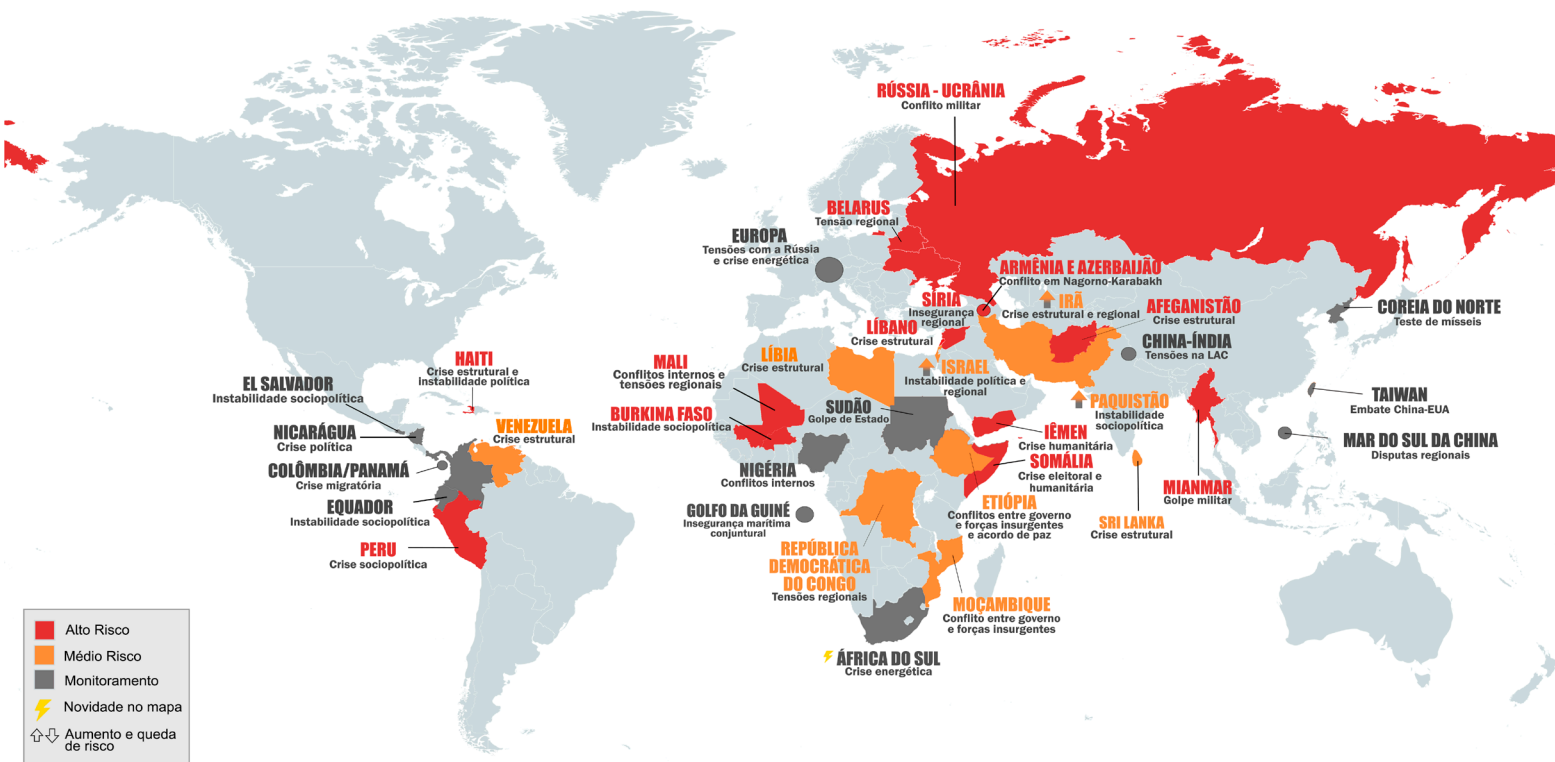 RÚSSIA - UCRÂNIA
Conflito militar
BELARUS
Tensão regional
EUROPA
Tensões com a Rússia
e crise energética
ARMÊNIA E AZERBAIJÃO
Conflito em Nagorno-Karabakh
SÍRIA
Insegurança
regional
IRÃ
Crise estrutural e regional
AFEGANISTÃO
Crise estrutural
COREIA DO NORTE
Teste de mísseis
LÍBANO
Crise estrutural
CHINA-ÍNDIA
Tensões na LAC
HAITI
Crise estrutural e
Instabilidade política
MALI
Conflitos internos e
tensões regionais
LÍBIA
Crise estrutural
ISRAEL
Instabilidade política e
regional
EL SALVADOR
Instabilidade sociopolítica
TAIWAN
Embate China-EUA
BURKINA FASO
Instabilidade sociopolítica
SUDÃO
Golpe de Estado
PAQUISTÃO
Instabilidade
sociopolítica
VENEZUELA
Crise estrutural
NICARÁGUA
Crise política
IÊMEN
Crise humanitária
MAR DO SUL DA CHINA
Disputas regionais
COLÔMBIA/PANAMÁ
Crise migratória
NIGÉRIA
Conflitos internos
SOMÁLIA
Crise eleitoral e
humanitária
MIANMAR
Golpe militar
EQUADOR
Instabilidade sociopolítica
GOLFO DA GUINÉ
Insegurança marítima
conjuntural
ETIÓPIA
Conflitos entre governo
e forças insurgentes
e acordo de paz
SRI LANKA
Crise estrutural
PERU
Crise sociopolítica
REPÚBLICA
DEMOCRÁTICA
DO CONGO
Tensões regionais
MOÇAMBIQUE
Conflito entre governo
e forças insurgentes
ÁFRICA DO SUL
Crise energética
Alto Risco
Médio Risco
Monitoramento
Novidade no mapa
Aumento e queda
de risco